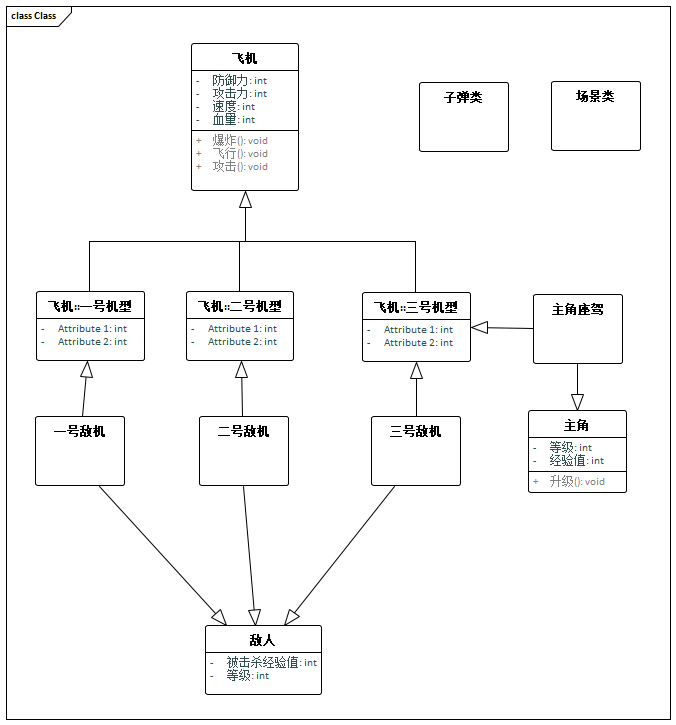 class Class
飞机
- 防御力: int
- 攻击力: int
- 速度: int
- 血量: int
+ 爆炸(): void
+ 飞行(): void
+ 攻击(): void
子弹类
场景类
飞机::一号机型
- Attribute 1: int
- Attribute 2: int
飞机::二号机型
- Attribute 1: int
- Attribute 2: int
飞机::三号机型
- Attribute 1: int
- Attribute 2: int
主角座驾
一号敌机
二号敌机
三号敌机
主角
- 等级: int
- 经验值: int
+ 升级(): void
敌人
- 被击杀经验值: int
- 等级: int